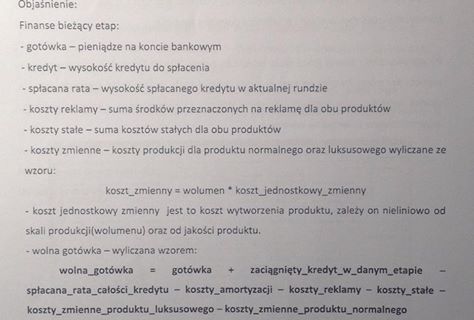 Objaśnienie:
Finanse bieżący etap:
- gotówka – pieniądze na koncie bankowym
- kredyt – wysokość kredytu do spłacenia
- spłacana rata – wysokość spłacanego kredytu w aktualnej rundzie
- koszty reklamy – suma środków przeznaczonych na reklamę dla obu produktów
- koszty stałe – suma kosztów stałych dla obu produktów
- koszty zmienne – koszty produkcji dla produktu normalnego oraz luksusowego wyliczane ze
wzoru:
koszt_zmienny = wolumen * koszt_jednostkowy_zmienny
- koszt jednostkowy zmienny jest to koszt wytworzenia produktu, zależy on nieliniowo od
skali produkcji(wolumenu) oraz od jakości produktu.
- wolna gotówka – wyliczana wzorem:
wolna_gotówka = gotówka + zaciągnięty_kredyt_w_danym_etapie –
spłacana_rata_całości_kredytu – koszty_amortyzacji – koszty_reklamy – koszty_stałe –
koszty_zmienne_produktu_luksusowego – koszty_zmienne_produktu_normalnego